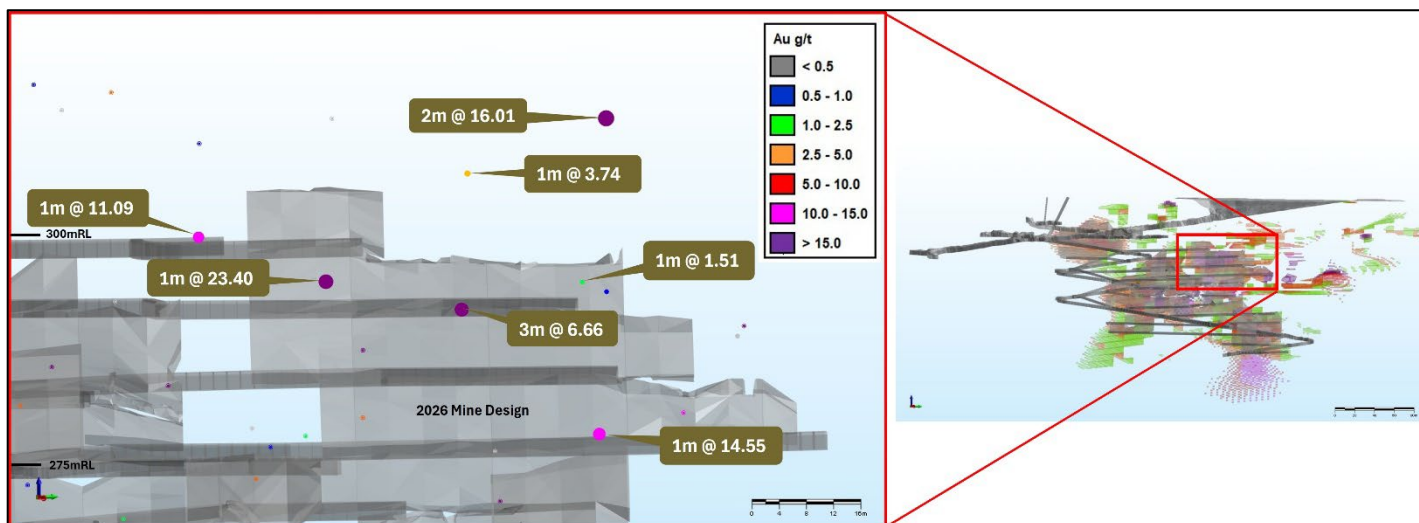 Au g/t
< 0.5
0.5 - 1.0
1.0 - 2.5
2.5 - 5.0
5.0 - 10.0
10.0 - 15.0
> 15.0
2m @ 16.01
1m @ 3.74
1m @ 11.09
300mRL
1m @ 23.40
1m @ 1.51
3m @ 6.66
2026 Mine Design
1m @ 14.55
275mRL
0 4 8 12 16m